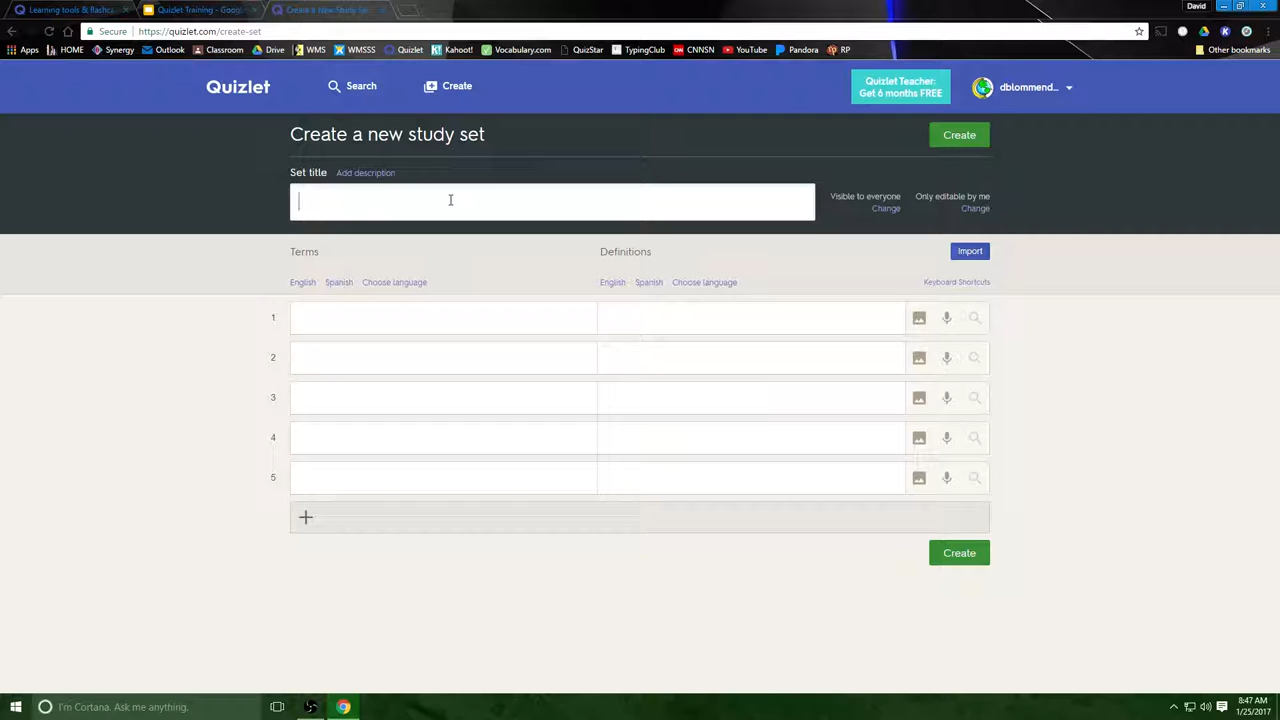 Learning tools & flashc
Quizlet Training - Goog
Create a New Study Se
David
Secure
https://quizlet.com/create-set
Apps
HOME
Synergy
Outlook
Classroom
Drive
WMS
WMSSS
Quizlet
Kahoot!
Vocabulary.com
QuizStar
TypingClub
CNNSN
YouTube
Pandora
RP
Other bookmarks
Quizlet
Search
Create
Quizlet Teacher:
Get 6 months FREE
dblommend...
Create a new study set
Create
Set title
Add description
Visible to everyone
Change
Only editable by me
Change
Terms
Definitions
Import
English
Spanish
Choose language
English
Spanish
Choose language
Keyboard Shortcuts
1
2
3
4
5
Create
I'm Cortana. Ask me anything.
8:47 AM
1/25/2017